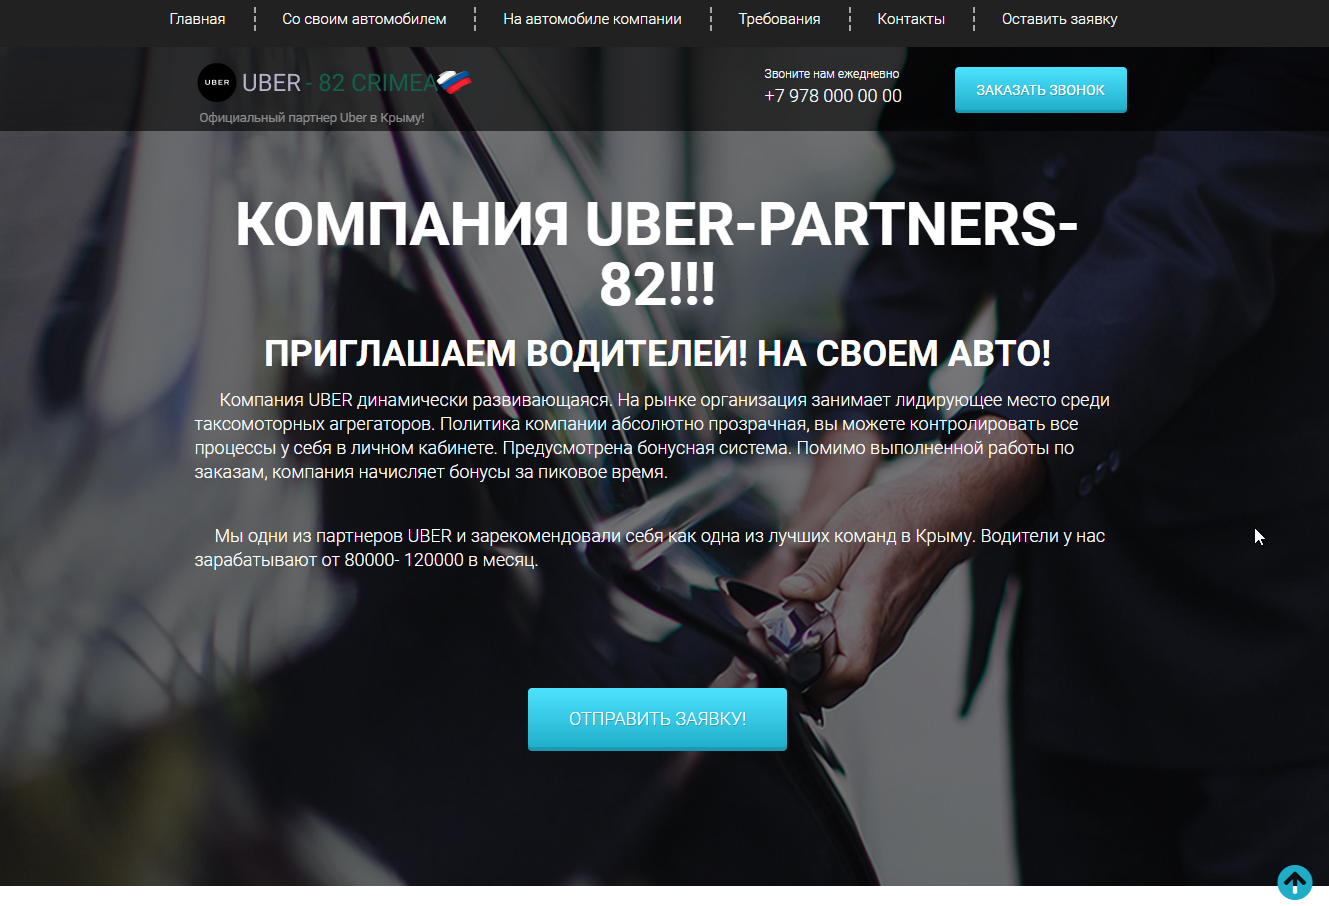 Главная
Со своим автомобилем
На автомобиле компании
Требования
Контакты
Оставить заявку
UBER
UBER - 82 CRIMEA
Официальный партнер Uber в Крыму!
Звоните нам ежедневно
+7 978 000 00 00
ЗАКАЗАТЬ ЗВОНОК
КОМПАНИЯ UBER-PARTNERS-
82!!!
ПРИГЛАШАЕМ ВОДИТЕЛЕЙ! НА СВОЕМ АВТО!
Компания UBER динамически развивающаяся. На рынке организация занимает лидирующее место среди
таксомоторных агрегаторов. Политика компании абсолютно прозрачная, вы можете контролировать все
процессы у себя в личном кабинете. Предусмотрена бонусная система. Помимо выполненной работы по
заказам, компания начисляет бонусы за пиковое время.
Мы одни из партнеров UBER и зарекомендовали себя как одна из лучших команд в Крыму. Водители у нас
зарабатывают от 80000- 120000 в месяц.
ОТПРАВИТЬ ЗАЯВКУ!